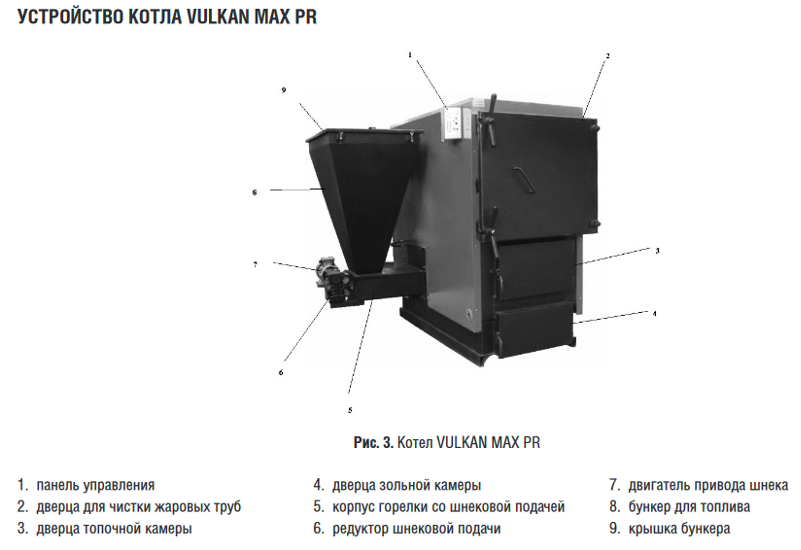 УСТРОЙСТВО КОТЛА VULKAN MAX PR
1
2
9
8
7
3
4
6
5
Рис. 3. Котел VULKAN MAX PR
1. панель управления
2. дверца для чистки жаровых труб
3. дверца топочной камеры
4. дверца зольной камеры
5. корпус горелки со шнековой подачей
6. редуктор шнековой подачи
7. двигатель привода шнека
8. бункер для топлива
9. крышка бункера